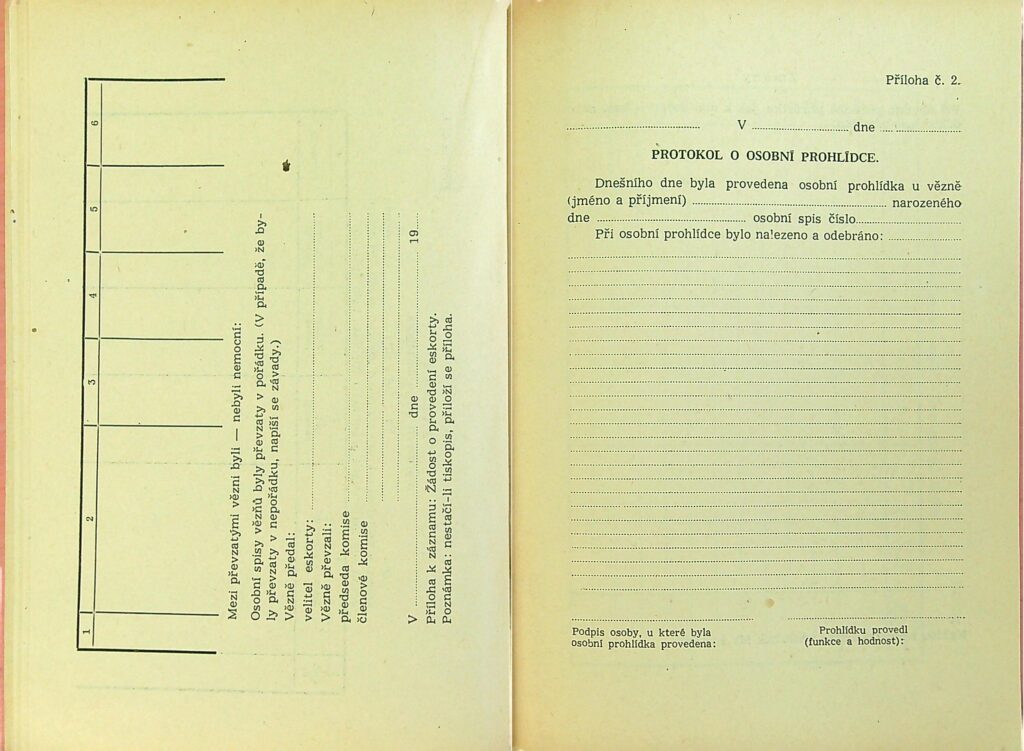 1 2 3 4 5 6
Mezi převzatými vězni byli — nebyli nemocní:
Osobní spisy vězňů byly převzaty v pořádku. (V případě, že by-
ly převzaty v nepořádku, napíší se závady.)
Vězně předal:
velitel eskorty:
Vězně převzali:
předseda komise
členové komise
V ........ dne ........ 19....
Příloha k záznamu: Žádost o provedení eskorty.
Poznámka: nestačí-li tiskopis, přiloží se příloha.
Příloha č. 2.
........ V ........ dne ........
PROTOKOL O OSOBNÍ PROHLÍDCE.
Dnešního dne byla provedena osobní prohlídka u vězně
(jméno a příjmení) ........ narozeného
dne ........ osobní spis číslo........
Při osobní prohlídce bylo nalezeno a odebráno: ........
Podpis osoby, u které byla
osobní prohlídka provedena:
Prohlídku provedl
(funkce a hodnost):